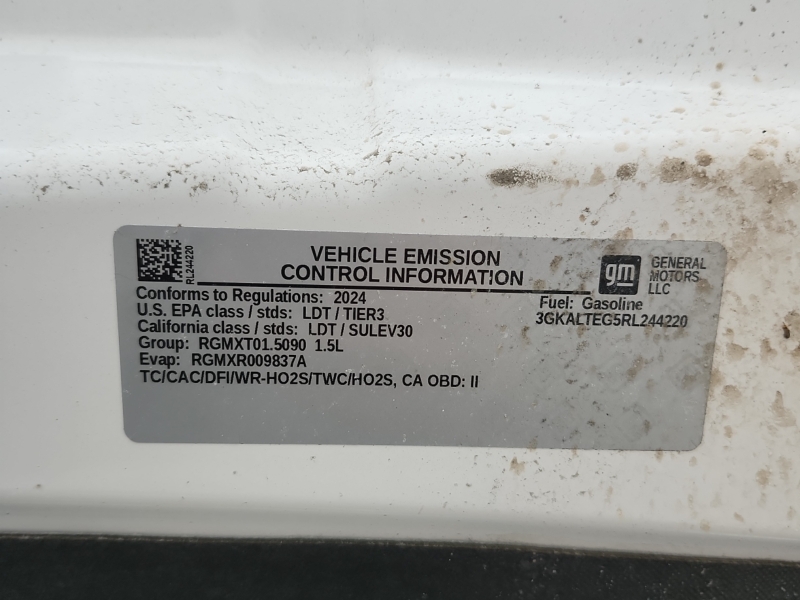 RL244220
VEHICLE EMISSION
CONTROL INFORMATION
gm
GENERAL
MOTORS
LLC
Conforms to Regulations: 2024
U.S. EPA class / stds: LDT / TIER3
California class / stds: LDT / SULEV30
Group: RGMXT01.5090 1.5L
Evap: RGMXR009837A
TC/CAC/DFI/WR-HO2S/TWC/HO2S, CA OBD: II
Fuel: Gasoline
3GKALTEG5RL244220